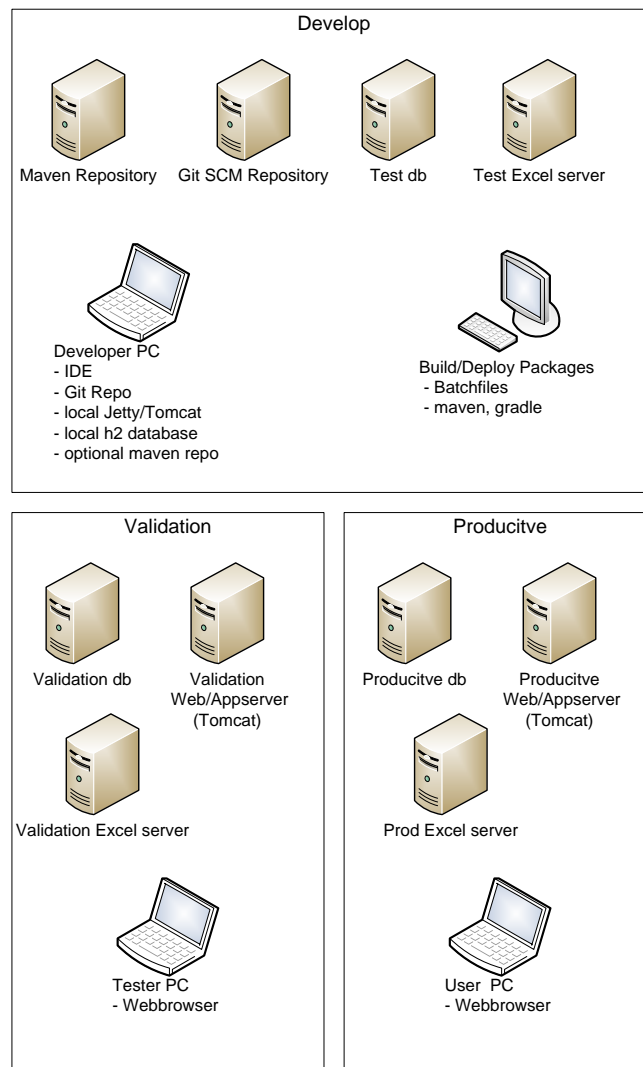 Develop
Maven Repository
Git SCM Repository
Test db
Test Excel server
Developer PC
- IDE
- Git Repo
- local Jetty/Tomcat
- local h2 database
- optional maven repo
Build/Deploy Packages
- Batchfiles
- maven, gradle
Validation
Validation db
Validation
Web/Appserver
(Tomcat)
Validation Excel server
Tester PC
- Webbrowser
Producitve
Producitve db
Producitve
Web/Appserver
(Tomcat)
Prod Excel server
User PC
- Webbrowser